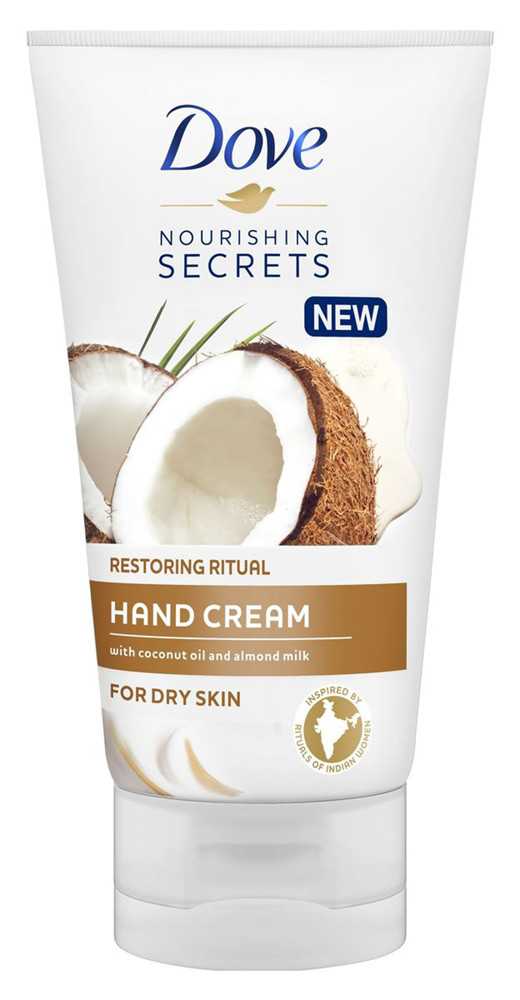 Dove
NOURISHING
SECRETS
NEW
RESTORING RITUAL
HAND CREAM
with coconut oil and almond milk
FOR DRY SKIN
INSPIRED BY
RITUALS OF INDIAN WOMEN